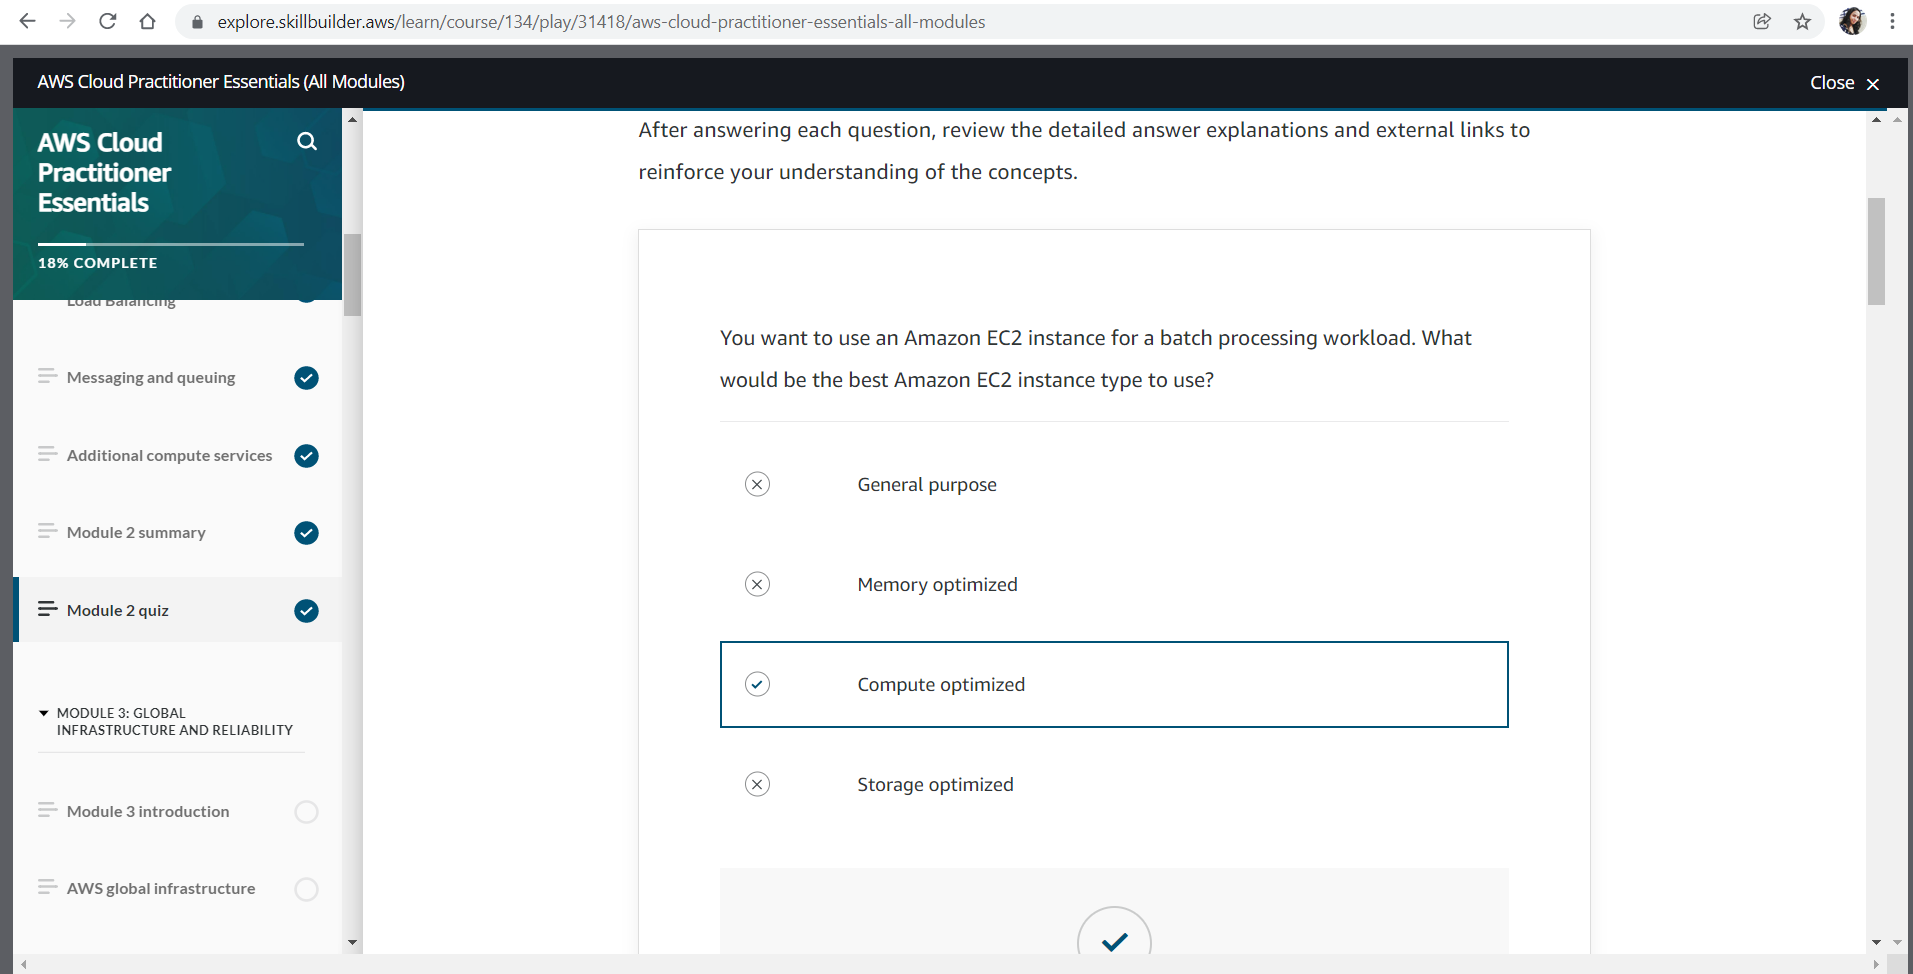 explore.skillbuilder.aws/learn/course/134/play/31418/aws-cloud-practitioner-essentials-all-modules
AWS Cloud Practitioner Essentials (All Modules)
Close
AWS Cloud
Practitioner
Essentials
18% COMPLETE
Load Balancing
Messaging and queuing
Additional compute services
Module 2 summary
Module 2 quiz
MODULE 3: GLOBAL
INFRASTRUCTURE AND RELIABILITY
Module 3 introduction
AWS global infrastructure
After answering each question, review the detailed answer explanations and external links to
reinforce your understanding of the concepts.
You want to use an Amazon EC2 instance for a batch processing workload. What
would be the best Amazon EC2 instance type to use?
General purpose
Memory optimized
Compute optimized
Storage optimized